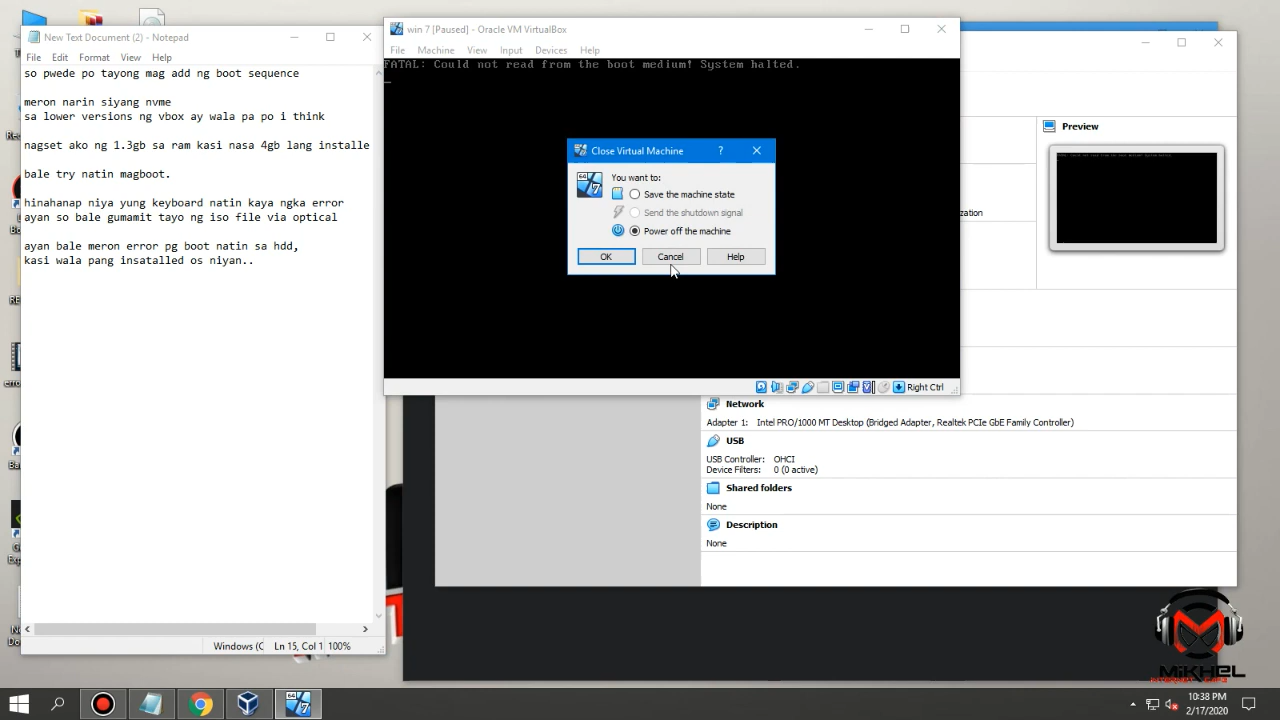 New Text Document (2) - Notepad
File Edit Format View Help
so pwede po tayong mag add ng boot sequence
meron narin siyang nvme
sa lower versions ng vbox ay wala pa po i think
nagset ako ng 1.3gb sa ram kasi nasa 4gb lang installe
bale try natin magboot.
hinahanap niya yung keyboard natin kaya ngka error
ayan so bale gumamit tayo ng iso file via optical
ayan bale meron error pg boot natin sa hdd,
kasi wala pang insatalled os niyan..
Windows (C
Ln 15, Col 1
100%
win 7 [Paused] - Oracle VM VirtualBox
File Machine View Input Devices Help
FATAL: Could not read from the boot medium! System halted.
Close Virtual Machine
?
You want to:
Save the machine state
Send the shutdown signal
Power off the machine
OK
Cancel
Help
64
7
Right Ctrl
Preview
zation
Network
Adapter 1: Intel PRO/1000 MT Desktop (Bridged Adapter, Realtek PCIe GbE Family Controller)
USB
USB Controller: OHCI
Device Filters: 0 (0 active)
Shared folders
None
Description
None
MiKHEL
10:38 PM
2/17/2020